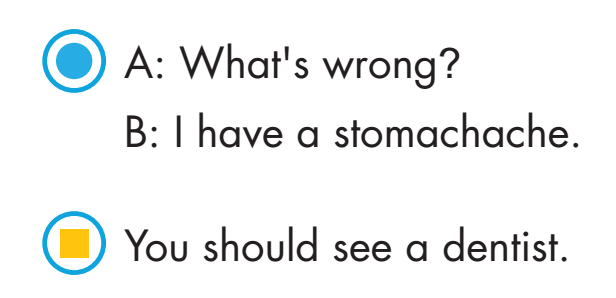 A: What's wrong?
B: I have a stomachache.
You should see a dentist.